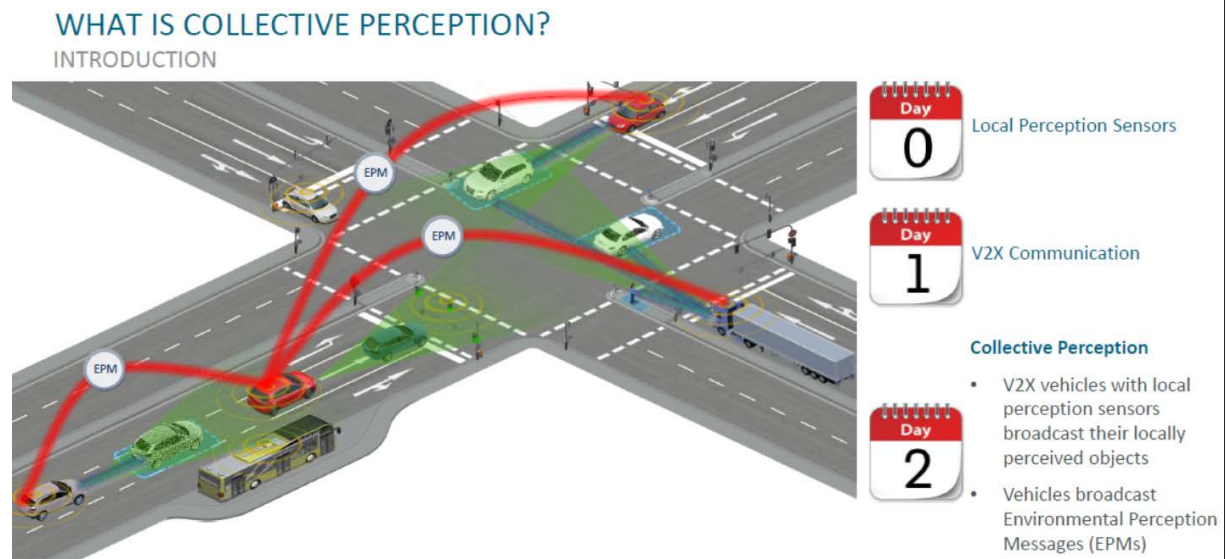 WHAT IS COLLECTIVE PERCEPTION?
INTRODUCTION
EPM
EPM
EPM
Day
0
Local Perception Sensors
Day
1
V2X Communication
Day
2
Collective Perception
• V2X vehicles with local
perception sensors
broadcast their locally
perceived objects
• Vehicles broadcast
Environmental Perception
Messages (EPMs)